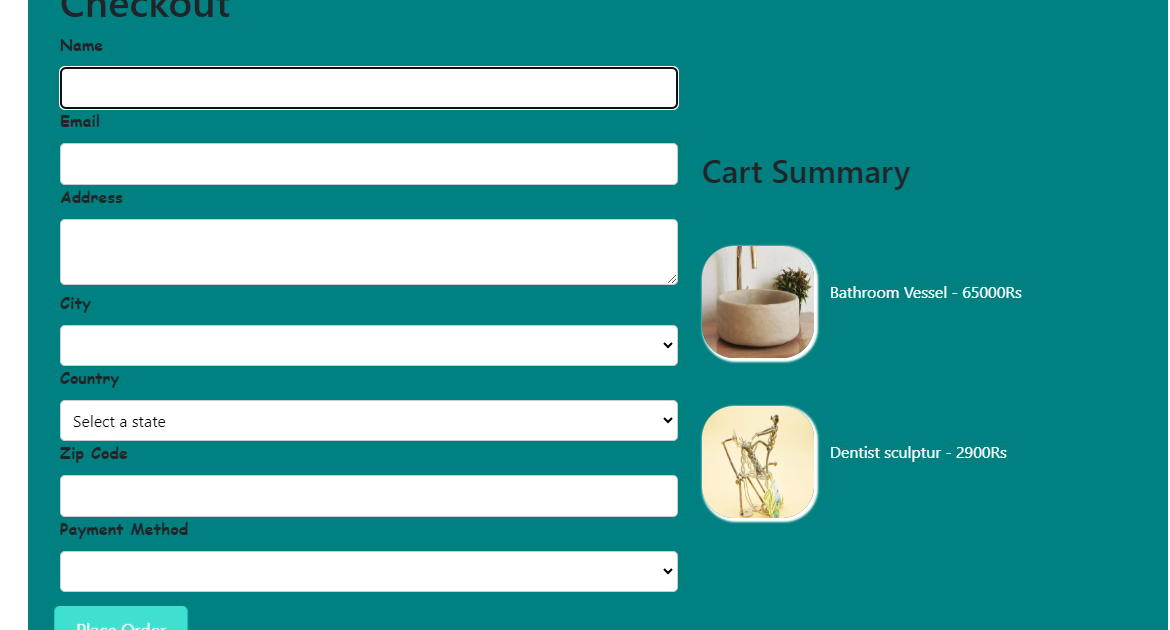 Checkout
Name
Email
Address
City
Country
Select a state
Zip Code
Payment Method
Place Order
Cart Summary
Bathroom Vessel - 65000Rs
Dentist sculptur - 2900Rs